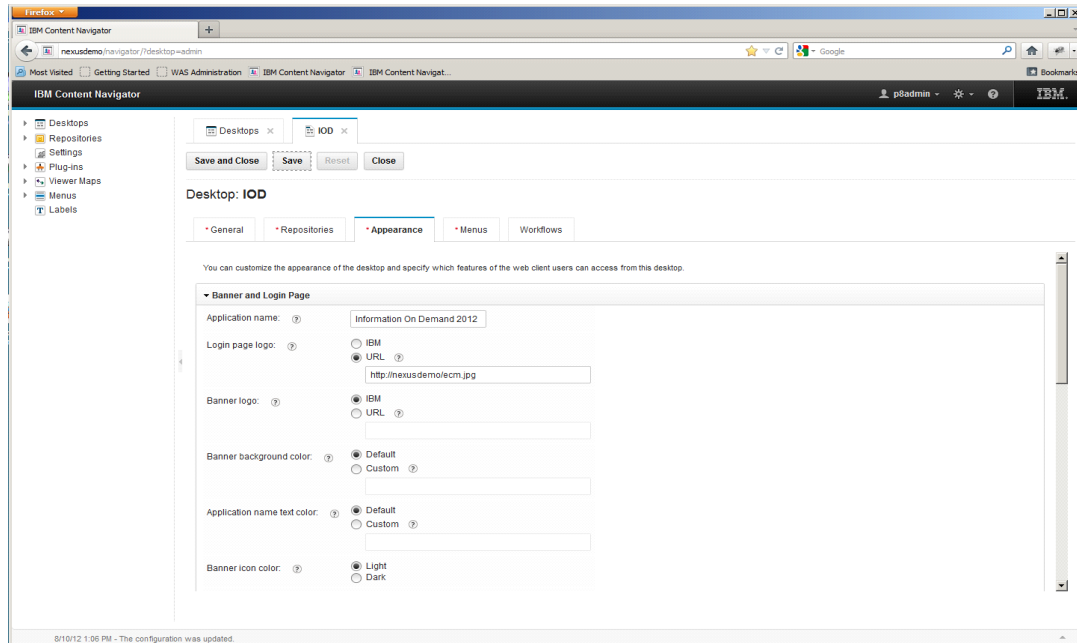 Firefox
IBM Content Navigator
+
nexusdemo/navigator/?desktop=admin
Google
Most Visited Getting Started WAS Administration IBM Content Navigator IBM Content Navigat... Bookmarks
IBM Content Navigator p8admin IBM.
Desktops
Repositories
Settings
Plug-ins
Viewer Maps
Menus
Labels
Desktops × IOD ×
Save and Close Save Reset Close
Desktop: IOD
* General * Repositories * Appearance * Menus Workflows
You can customize the appearance of the desktop and specify which features of the web client users can access from this desktop.
Banner and Login Page
Application name: ? Information On Demand 2012
Login page logo: ? IBM
URL ?
http://nexusdemo/ecm.jpg
Banner logo: ? IBM
URL ?
Banner background color: ? Default
Custom ?
Application name text color: ? Default
Custom ?
Banner icon color: ? Light
Dark
8/10/12 1:06 PM - The configuration was updated.